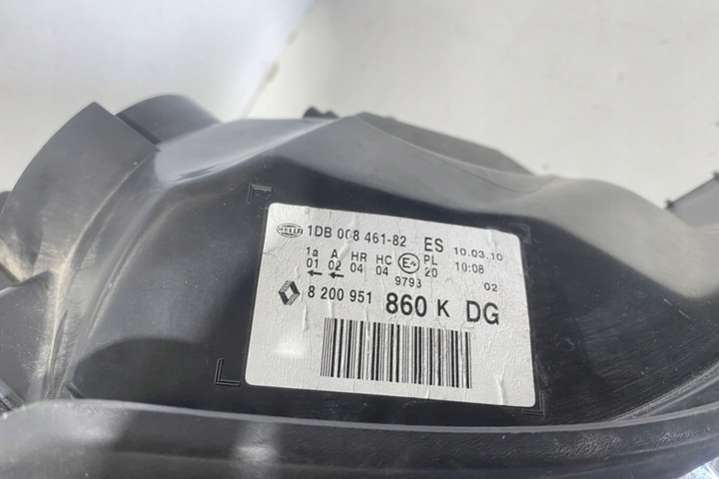 HELLA 1DB 008 461-82 ES 10.03.10
1a A HR HC E4 PL 10:08
01 02 04 04 20
9793 02
8 200 951 860 K DG